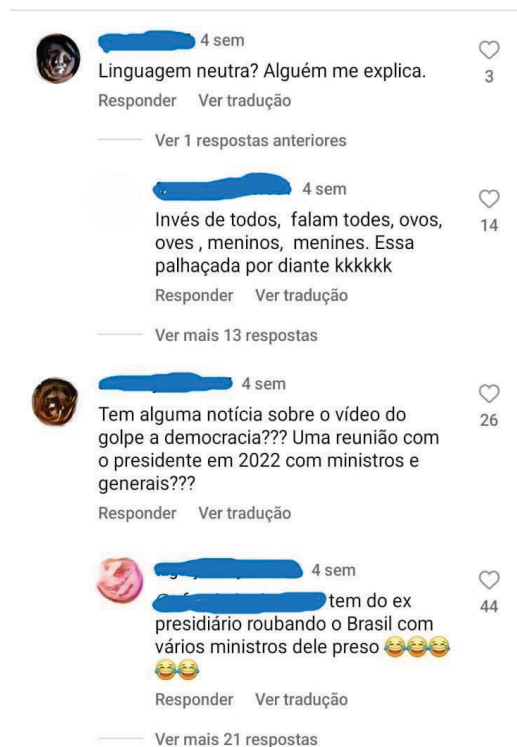 4 sem
Linguagem neutra? Alguém me explica.
3
Responder Ver tradução
Ver 1 respostas anteriores
4 sem
Invés de todos, falam todes, ovos,
oves , meninos, menines. Essa
palhaçada por diante kkkkkk
14
Responder Ver tradução
Ver mais 13 respostas
4 sem
Tem alguma notícia sobre o vídeo do
golpe a democracia??? Uma reunião com
o presidente em 2022 com ministros e
generais???
26
Responder Ver tradução
4 sem
tem do ex
presidiário roubando o Brasil com
vários ministros dele preso 😂😂😂
😂😂
44
Responder Ver tradução
Ver mais 21 respostas